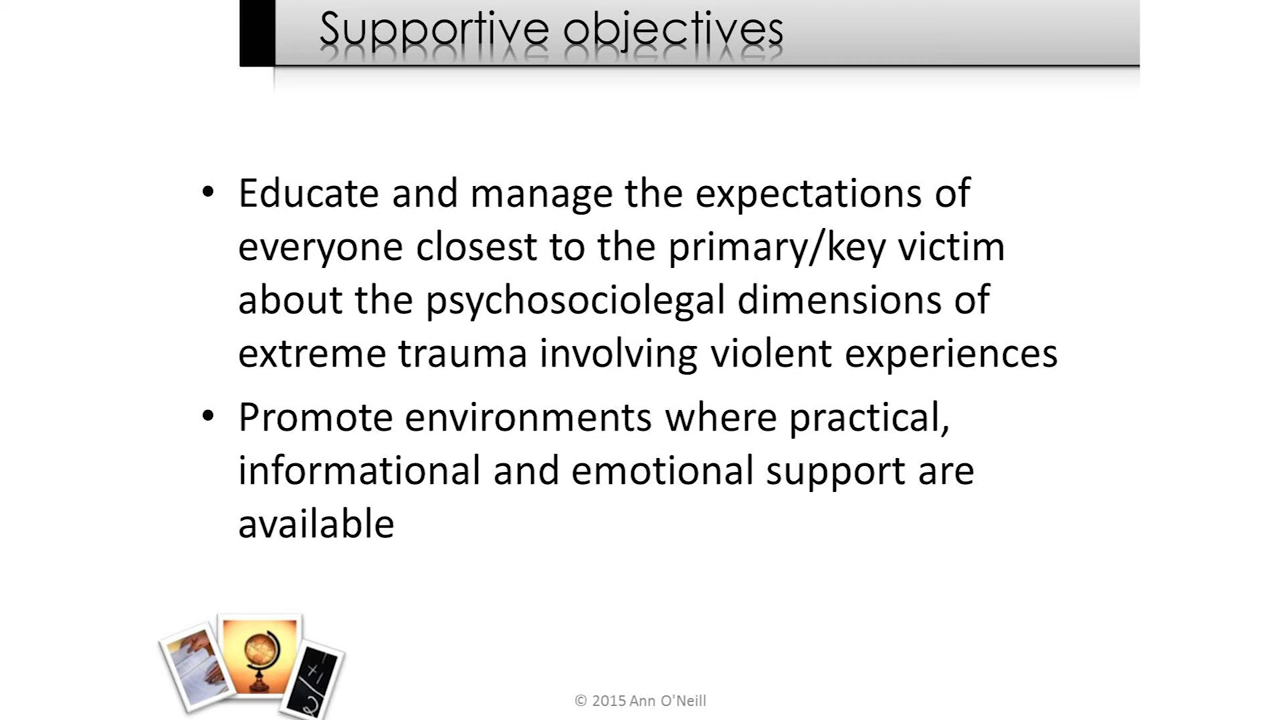 Supportive objectives
• Educate and manage the expectations of
everyone closest to the primary/key victim
about the psychosociolegal dimensions of
extreme trauma involving violent experiences
• Promote environments where practical,
informational and emotional support are
available
© 2015 Ann O'Neill